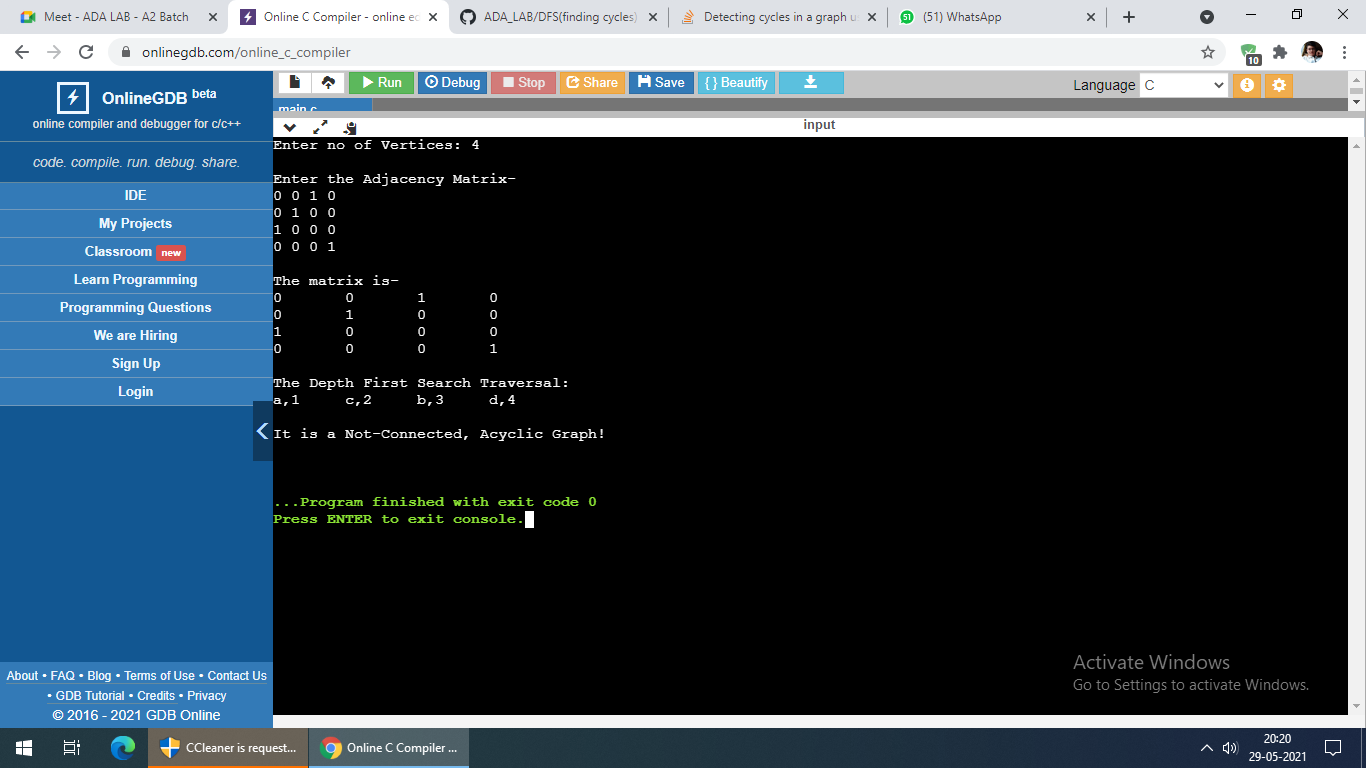 Meet - ADA LAB - A2 Batch
Online C Compiler - online ed
ADA_LAB/DFS(finding cycles)
Detecting cycles in a graph u
(51) WhatsApp
onlinegdb.com/online_c_compiler
10
OnlineGDB beta
online compiler and debugger for c/c++
code. compile. run. debug. share.
IDE
My Projects
Classroom new
Learn Programming
Programming Questions
We are Hiring
Sign Up
Login
About • FAQ • Blog • Terms of Use • Contact Us
• GDB Tutorial • Credits • Privacy
© 2016 - 2021 GDB Online
Run Debug Stop Share Save { } Beautify
Language C
main.c
input
Enter no of Vertices: 4
Enter the Adjacency Matrix-
0 0 1 0
0 1 0 0
1 0 0 0
0 0 0 1
The matrix is-
0 0 1 0
0 1 0 0
1 0 0 0
0 0 0 1
The Depth First Search Traversal:
a,1 c,2 b,3 d,4
It is a Not-Connected, Acyclic Graph!
...Program finished with exit code 0
Press ENTER to exit console.
Activate Windows
Go to Settings to activate Windows.
CCleaner is request...
Online C Compiler ...
20:20
29-05-2021